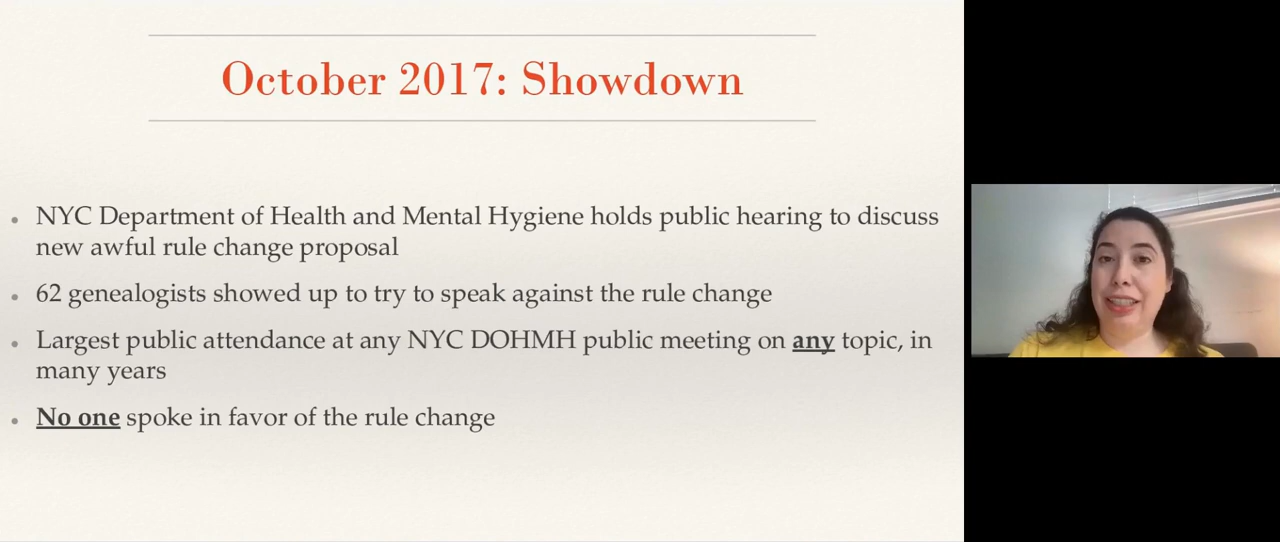 October 2017: Showdown
NYC Department of Health and Mental Hygiene holds public hearing to discuss
new awful rule change proposal
62 genealogists showed up to try to speak against the rule change
Largest public attendance at any NYC DOHMH public meeting on any topic, in
many years
No one spoke in favor of the rule change